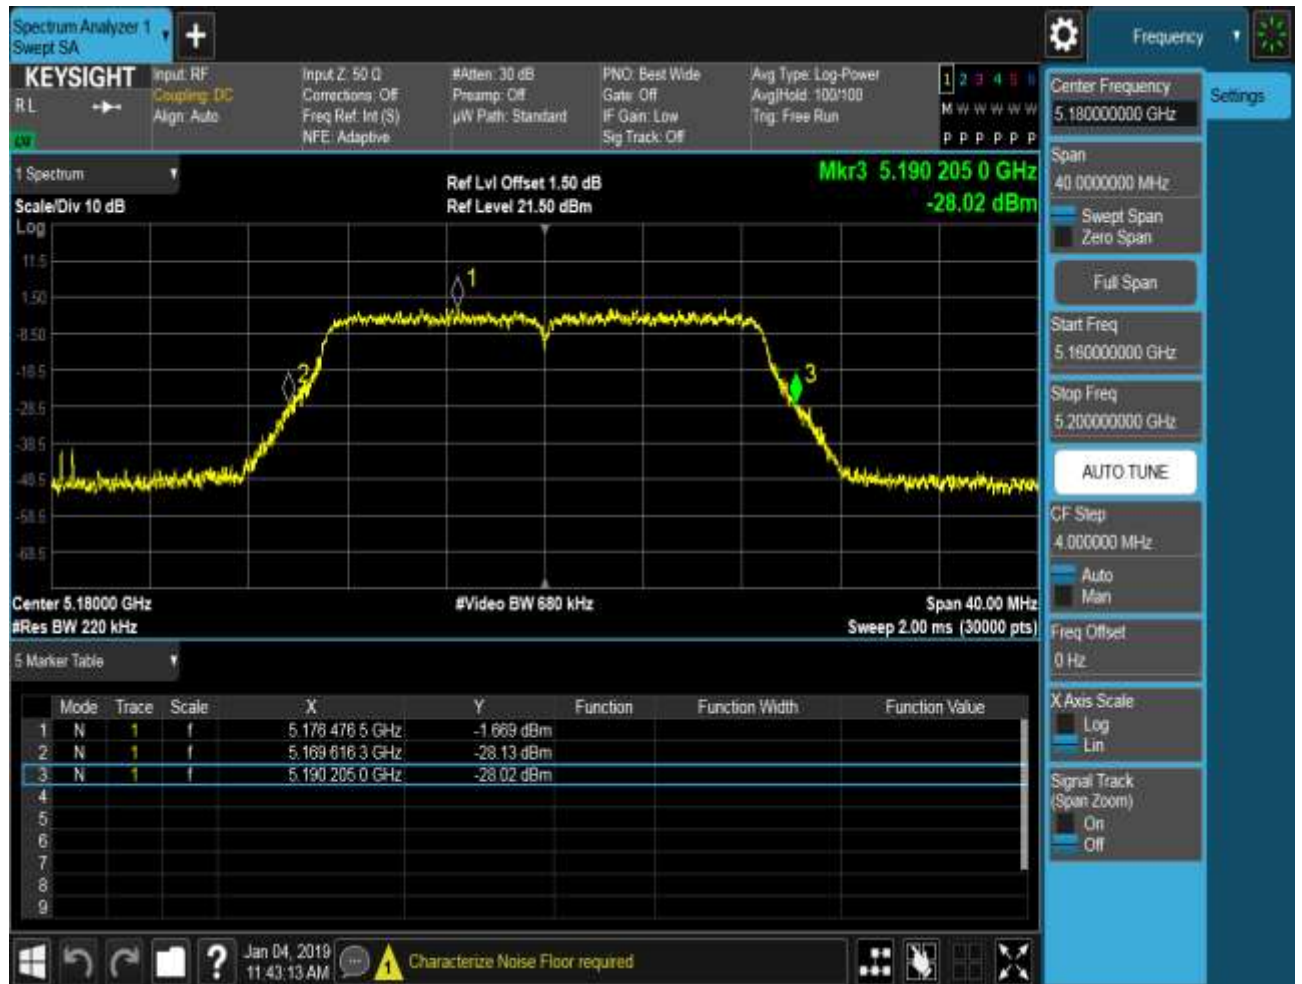 Spectrum Analyzer 1
Swept SA
Frequency
KEYSIGHT
RL
Input: RF
Coupling: DC
Align: Auto
Input Z: 50 Ω
Corrections: Off
Freq Ref: Int (S)
NFE: Adaptive
#Atten: 30 dB
Preamp: Off
µW Path: Standard
PNO: Best Wide
Gate: Off
IF Gain: Low
Sig Track: Off
Avg Type: Log-Power
Avg|Hold: 100/100
Trig: Free Run
1 2 3 4 5 6
M W W W W W
P P P P P P
1 Spectrum
Scale/Div 10 dB
Ref Lvl Offset 1.50 dB
Ref Level 21.50 dBm
Mkr3 5.190 205 0 GHz
-28.02 dBm
Log
11.5
1.50
-8.50
-18.5
-28.5
-38.5
-48.5
-58.5
-68.5
1
2
3
Center 5.18000 GHz
#Res BW 220 kHz
#Video BW 680 kHz
Span 40.00 MHz
Sweep 2.00 ms (30000 pts)
5 Marker Table
Mode Trace Scale X Y Function Function Width Function Value
1 N 1 f 5.176 476 5 GHz -1.669 dBm
2 N 1 f 5.169 616 3 GHz -28.13 dBm
3 N 1 f 5.190 205 0 GHz -28.02 dBm
4
5
6
7
8
9
Jan 04, 2019
11:43:13 AM
1
Characterize Noise Floor required
Settings
Center Frequency
5.180000000 GHz
Span
40.0000000 MHz
Swept Span
Zero Span
Full Span
Start Freq
5.160000000 GHz
Stop Freq
5.200000000 GHz
AUTO TUNE
CF Step
4.000000 MHz
Auto
Man
Freq Offset
0 Hz
X Axis Scale
Log
Lin
Signal Track
(Span Zoom)
On
Off